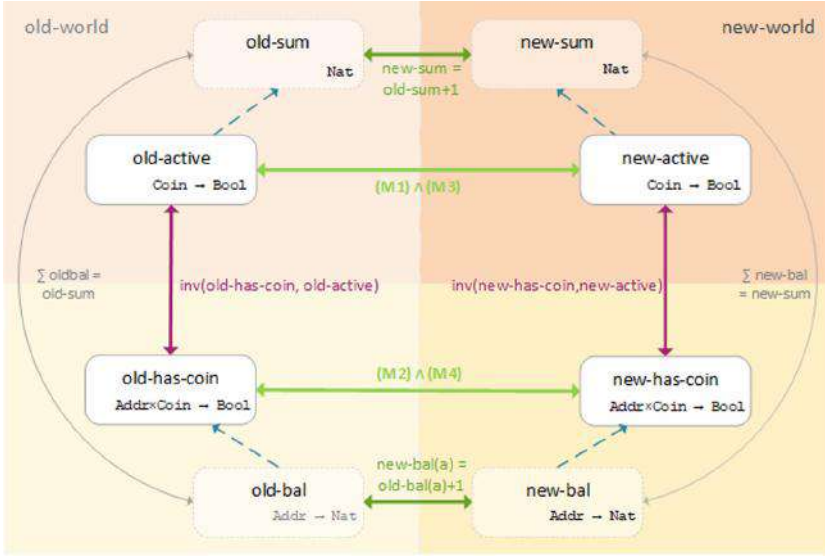 old-world
new-world
old-sum
Nat
new-sum =
old-sum+1
new-sum
Nat
old-active
Coin → Bool
(M1) ∧ (M3)
new-active
Coin → Bool
∑ oldbal =
old-sum
inv(old-has-coin, old-active)
inv(new-has-coin,new-active)
∑ new-bal
= new-sum
old-has-coin
Addr×Coin → Bool
(M2) ∧ (M4)
new-has-coin
Addr×Coin → Bool
old-bal
Addr → Nat
new-bal(a) =
old-bal(a)+1
new-bal
Addr → Nat